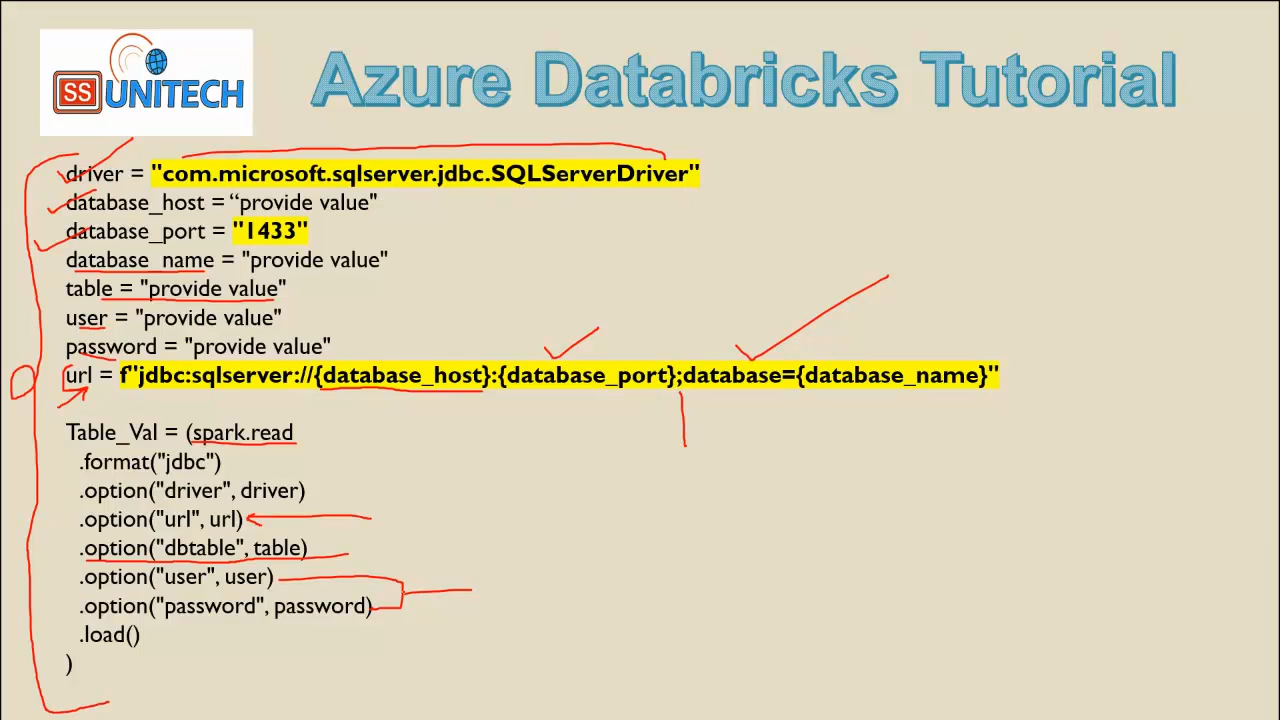 SS UNITECH
Azure Databricks Tutorial
driver = "com.microsoft.sqlserver.jdbc.SQLServerDriver"
database_host = “provide value"
database_port = "1433"
database_name = "provide value"
table = "provide value"
user = "provide value"
password = "provide value"
url = f"jdbc:sqlserver://{database_host}:{database_port};database={database_name}"
Table_Val = (spark.read
.format("jdbc")
.option("driver", driver)
.option("url", url)
.option("dbtable", table)
.option("user", user)
.option("password", password)
.load()
)